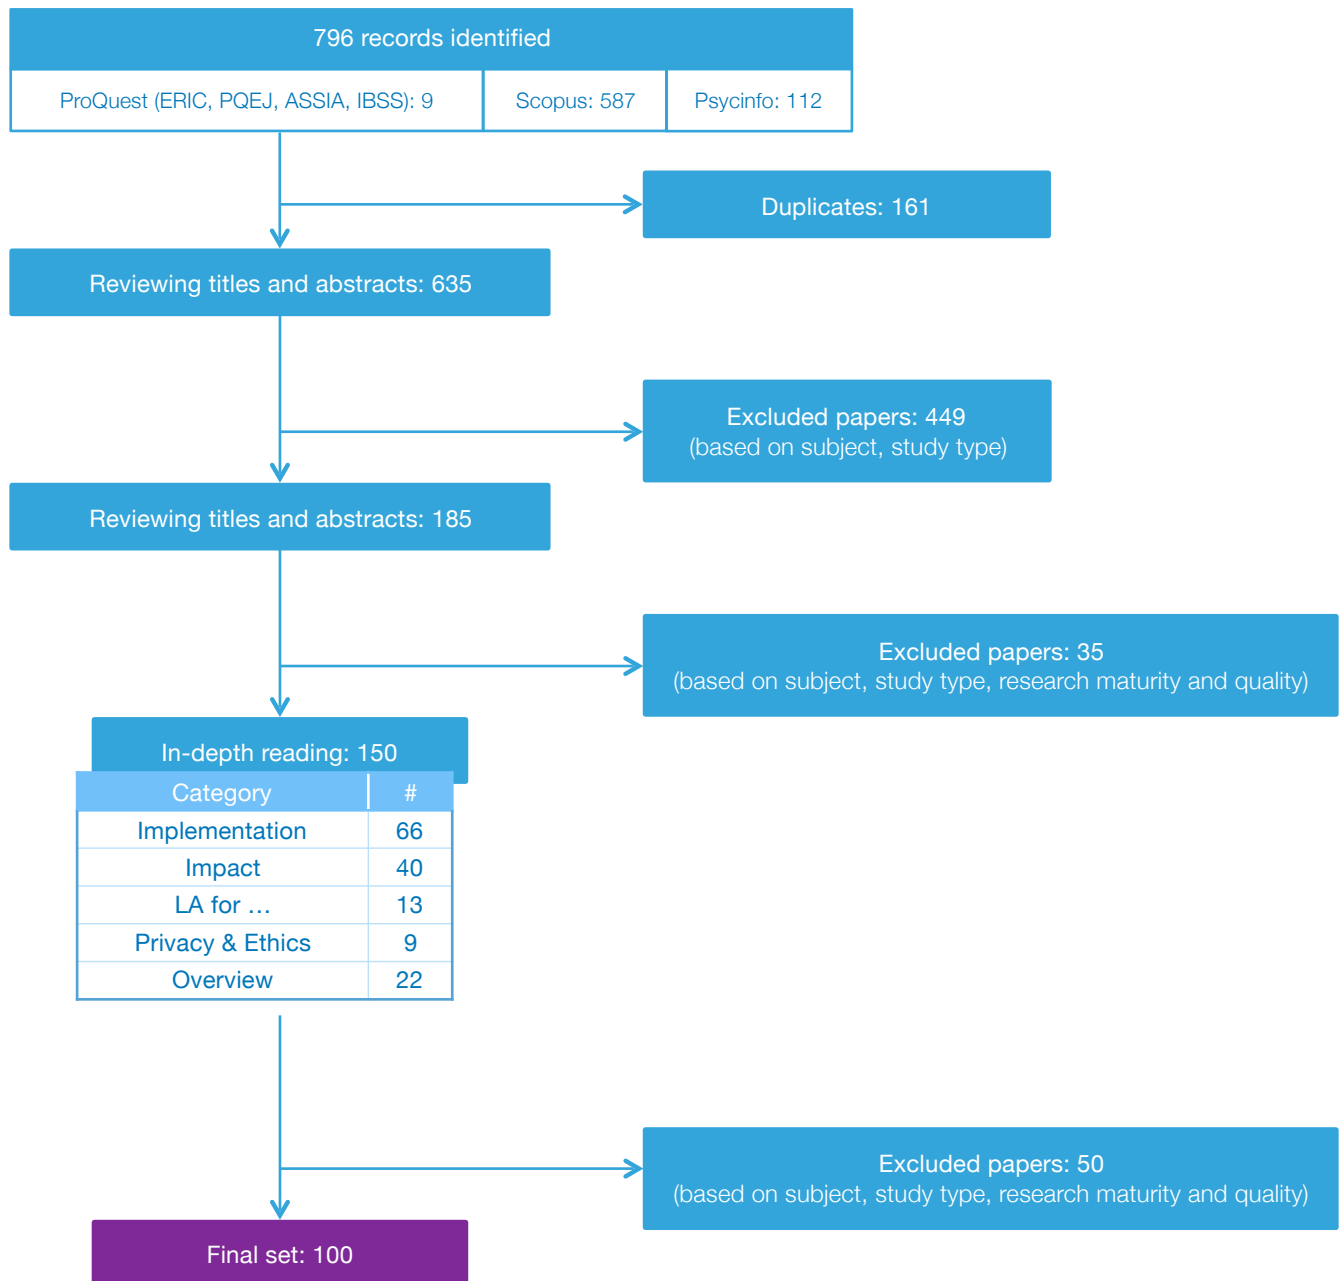 796 records identified
ProQuest (ERIC, PQEJ, ASSIA, IBSS): 9
Scopus: 587
Psycinfo: 112
Duplicates: 161
Reviewing titles and abstracts: 635
Excluded papers: 449
(based on subject, study type)
Reviewing titles and abstracts: 185
Excluded papers: 35
(based on subject, study type, research maturity and quality)
In-depth reading: 150
Category #
Implementation 66
Impact 40
LA for … 13
Privacy & Ethics 9
Overview 22
Excluded papers: 50
(based on subject, study type, research maturity and quality)
Final set: 100